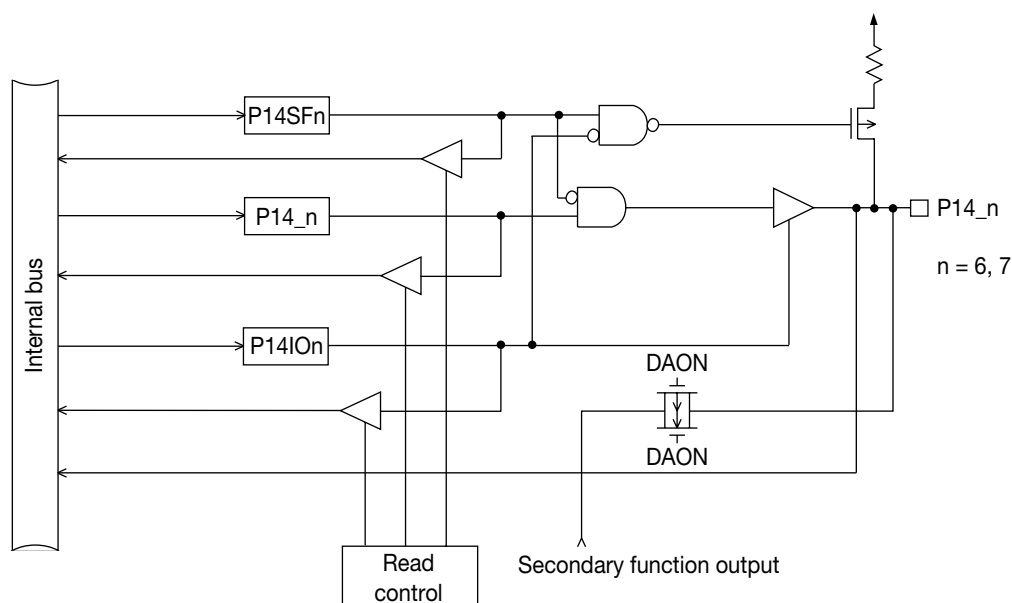 P14SFn
P14_n
P14_n
n = 6, 7
Internal bus
P14IOn
DAON
DAON
Read
control
Secondary function output